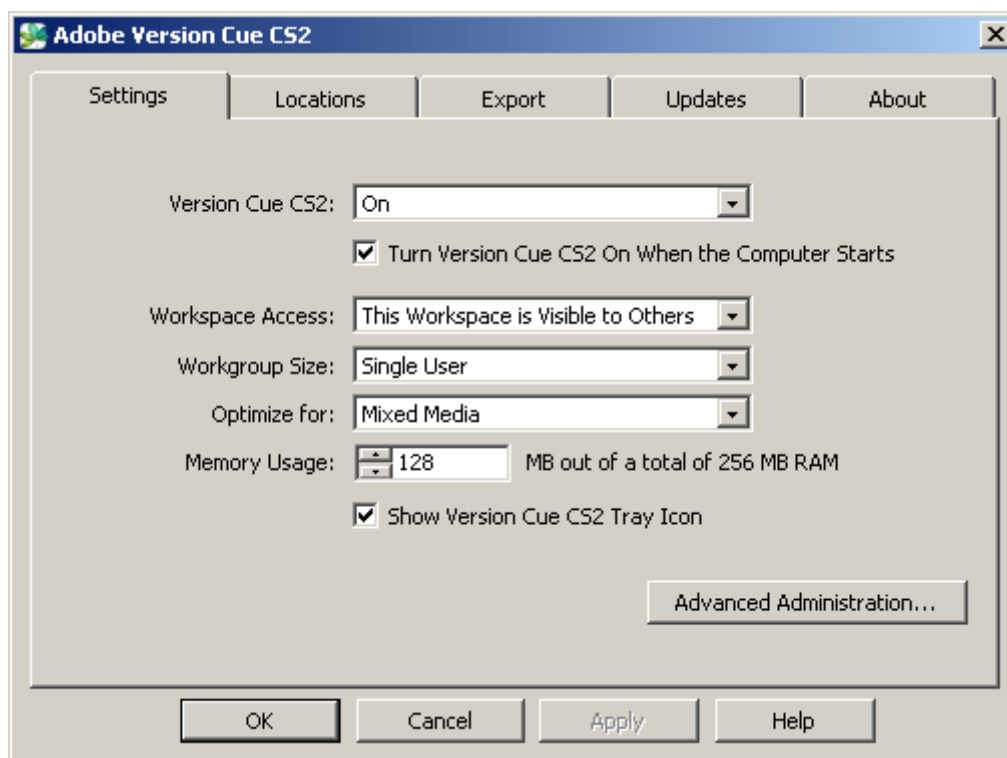 Adobe Version Cue CS2
Settings Locations Export Updates About
Version Cue CS2: On
Turn Version Cue CS2 On When the Computer Starts
Workspace Access: This Workspace is Visible to Others
Workgroup Size: Single User
Optimize for: Mixed Media
Memory Usage: 128 MB out of a total of 256 MB RAM
Show Version Cue CS2 Tray Icon
Advanced Administration...
OK Cancel Apply Help